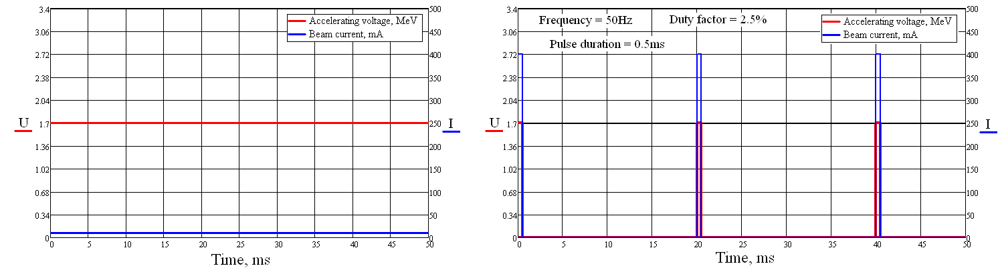 3.4
3.06
2.72
2.38
2.04
1.7
1.36
1.02
0.68
0.34
0
U
500
450
400
350
300
250
200
150
100
50
0
I
Accelerating voltage, MeV
Beam current, mA
0 5 10 15 20 25 30 35 40 45 50
Time, ms
3.4
3.06
2.72
2.38
2.04
1.7
1.36
1.02
0.68
0.34
0
U
500
450
400
350
300
250
200
150
100
50
0
I
Frequency = 50Hz
Duty factor = 2.5%
Pulse duration = 0.5ms
Accelerating voltage, MeV
Beam current, mA
0 5 10 15 20 25 30 35 40 45 50
Time, ms